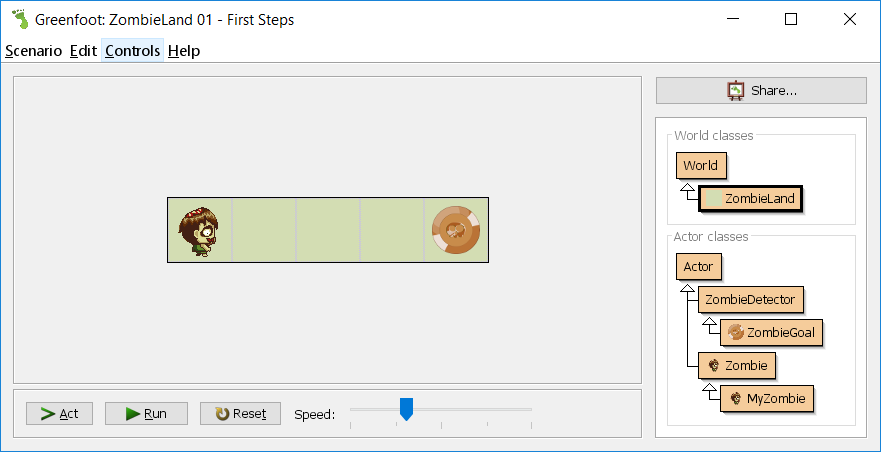 Greenfoot: ZombieLand 01 - First Steps
Scenario Edit Controls Help
Share...
World classes
World
ZombieLand
Actor classes
Actor
ZombieDetector
ZombieGoal
Zombie
MyZombie
Act Run Reset Speed: